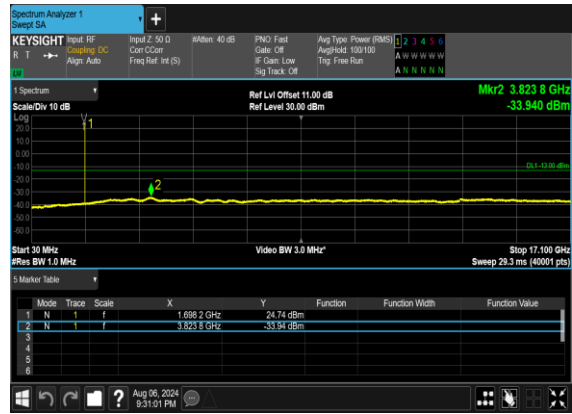 Spectrum Analyzer 1
Swept SA
+
KEYSIGHT Input: RF Input Z: 50 Ω #Atten: 40 dB PNO: Fast Avg Type: Power (RMS) 1 2 3 4 5 6
R T Coupling: DC Corr CCorr Gate: Off Avg|Hold: 100/100 A W W W W W
Align: Auto Freq Ref: Int (S) IF Gain: Low Trig: Free Run
Sig Track: Off A N N N N N
1 Spectrum Ref Lvl Offset 11.00 dB Mkr2 3.823 8 GHz
Scale/Div 10 dB Ref Level 30.00 dBm -33.940 dBm
Log
20.0
10.0
0.00
-10.0
-20.0
-30.0
-40.0
-50.0
-60.0
1
DL1 -13.00 dBm
2
Start 30 MHz Video BW 3.0 MHz* Stop 17.100 GHz
#Res BW 1.0 MHz Sweep 29.3 ms (40001 pts)
5 Marker Table
Mode Trace Scale X Y Function Function Width Function Value
1 N 1 f 1.698 2 GHz 24.74 dBm
2 N 1 f 3.823 8 GHz -33.94 dBm
3
4
5
6
? Aug 06, 2024
9:31:01 PM